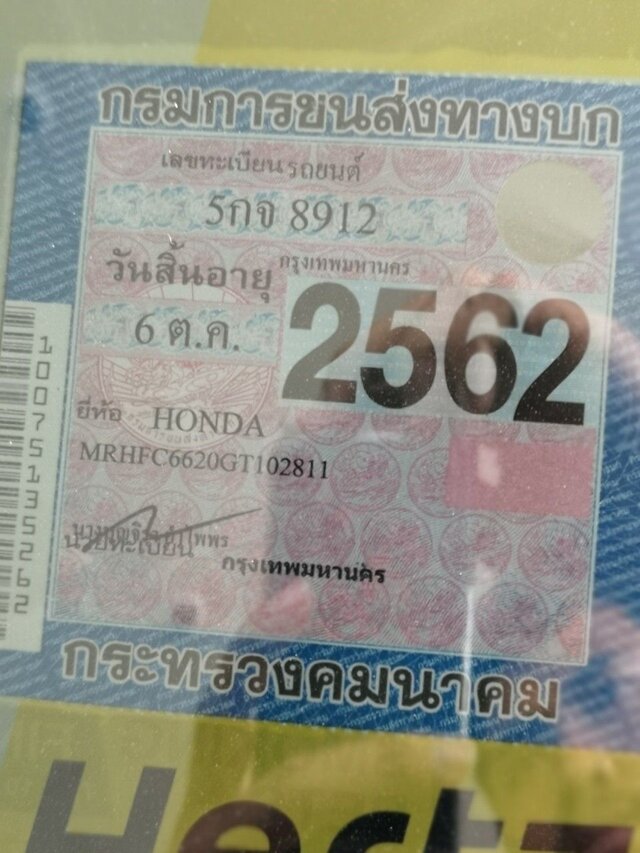 กรมการขนส่งทางบก
เลขทะเบียนรถยนต์
5กจ 8912
วันสิ้นอายุ กรุงเทพมหานคร
6 ต.ค. 2562
ยี่ห้อ HONDA
MRHFC6620GT102811
นายทะเบียน กรุงเทพมหานคร
กระทรวงคมนาคม
1007513526​2